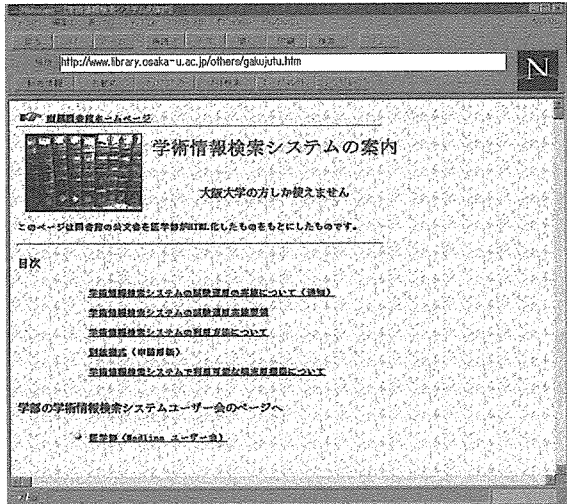 http://www.library.osaka-u.ac.jp/others/gakujutu.htm
N
附属図書館ホームページ
学術情報検索システムの案内
大阪大学の方しか使えません
このページは図書館の公文書を医学部がHTML化したものをもとにしたものです。
目次
学術情報検索システムの試験運用の実施について（通知）
学術情報検索システムの試験運用実施要領
学術情報検索システムの利用方法について
別紙様式（申請用紙）
学術情報検索システムで利用可能な端末用機器について
学部の学術情報検索システムユーザー会のページへ
医学部（Medline ユーザー会）